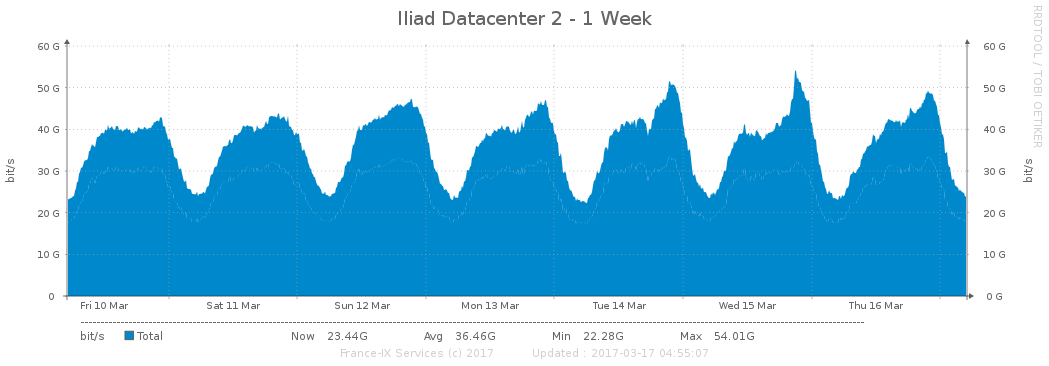 Iliad Datacenter 2 - 1 Week
RRDTOOL / TOBI OETIKER
bit/s
60 G
50 G
40 G
30 G
20 G
10 G
0
60 G
50 G
40 G
30 G
20 G
10 G
0 G
bit/s
Fri 10 Mar Sat 11 Mar Sun 12 Mar Mon 13 Mar Tue 14 Mar Wed 15 Mar Thu 16 Mar
bit/s Total Now 23.44G Avg 36.46G Min 22.28G Max 54.01G
France-IX Services (c) 2017 Updated : 2017-03-17 04:55:07